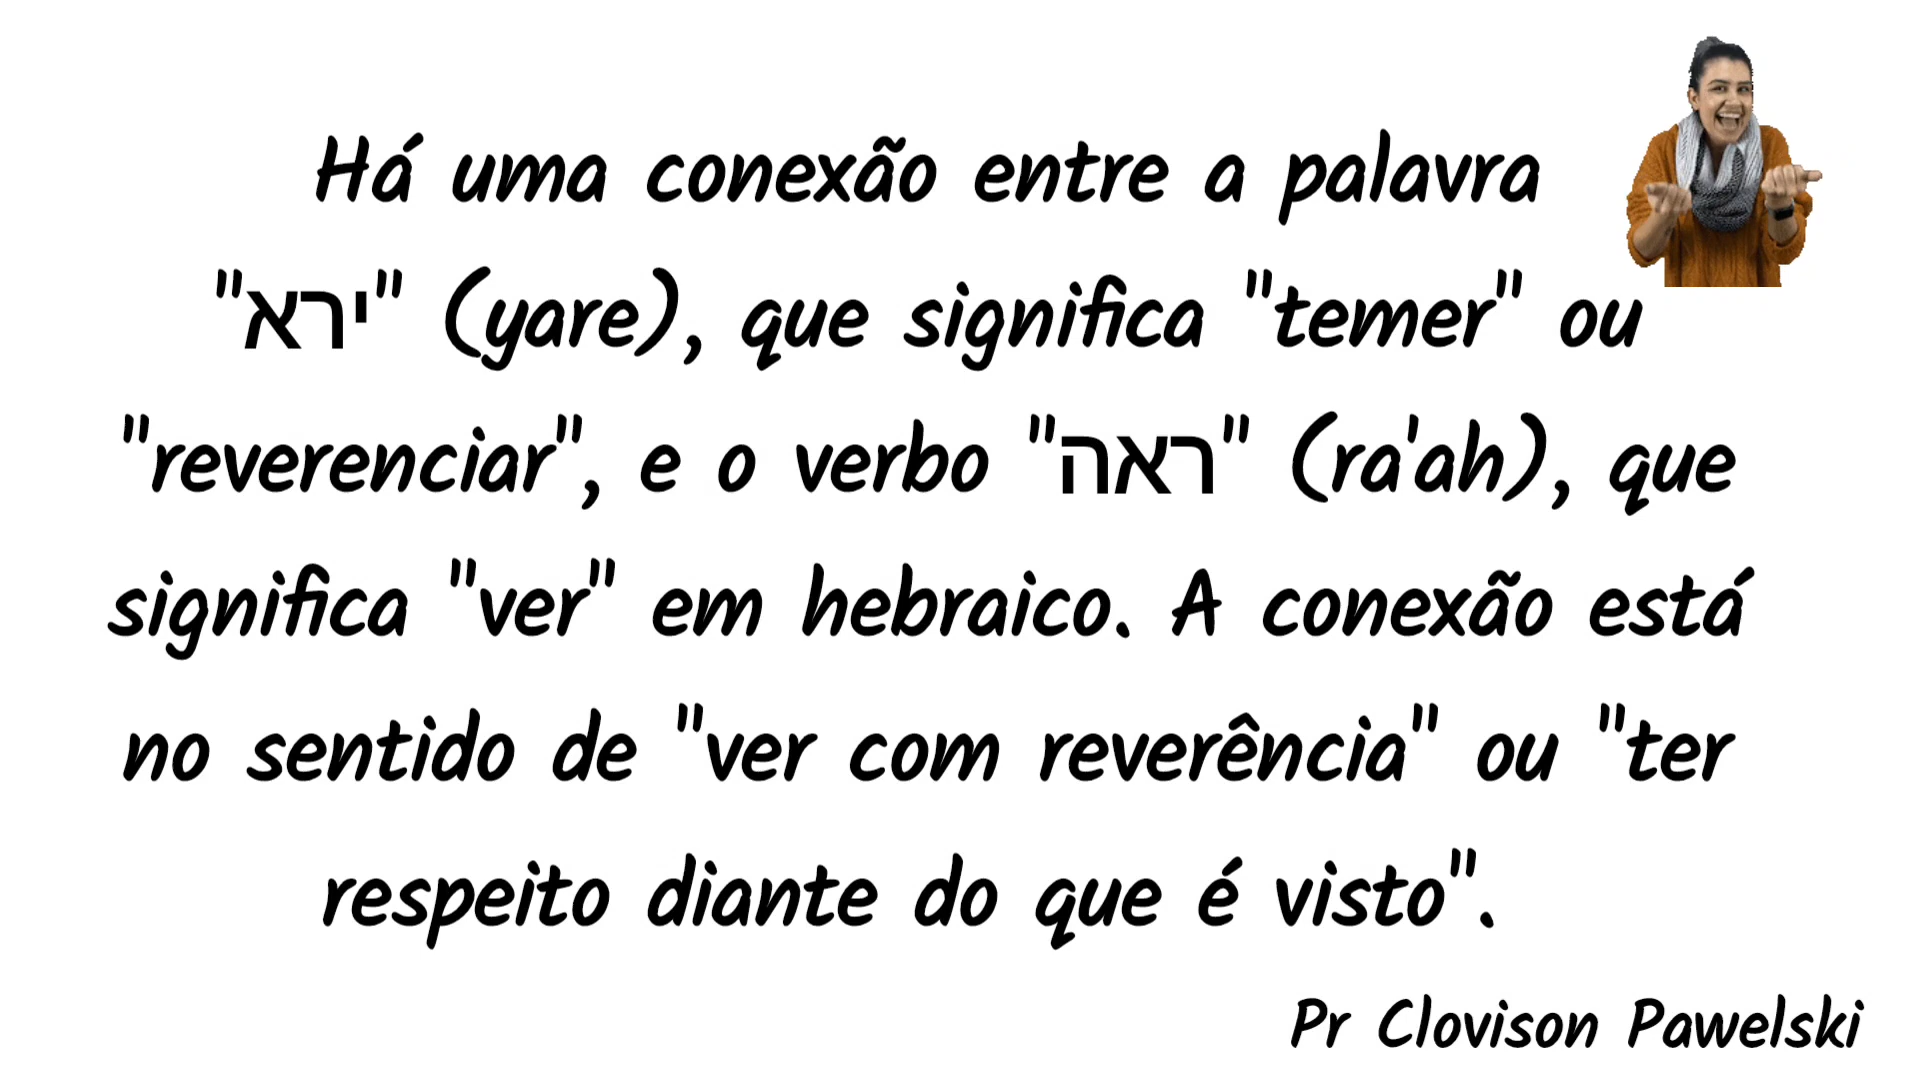 Há uma conexão entre a palavra
"ירא" (yare), que significa "temer" ou
"reverenciar", e o verbo "ראה" (ra'ah), que
significa "ver" em hebraico. A conexão está
no sentido de "ver com reverência" ou "ter
respeito diante do que é visto".
Pr Clovison Pawelski